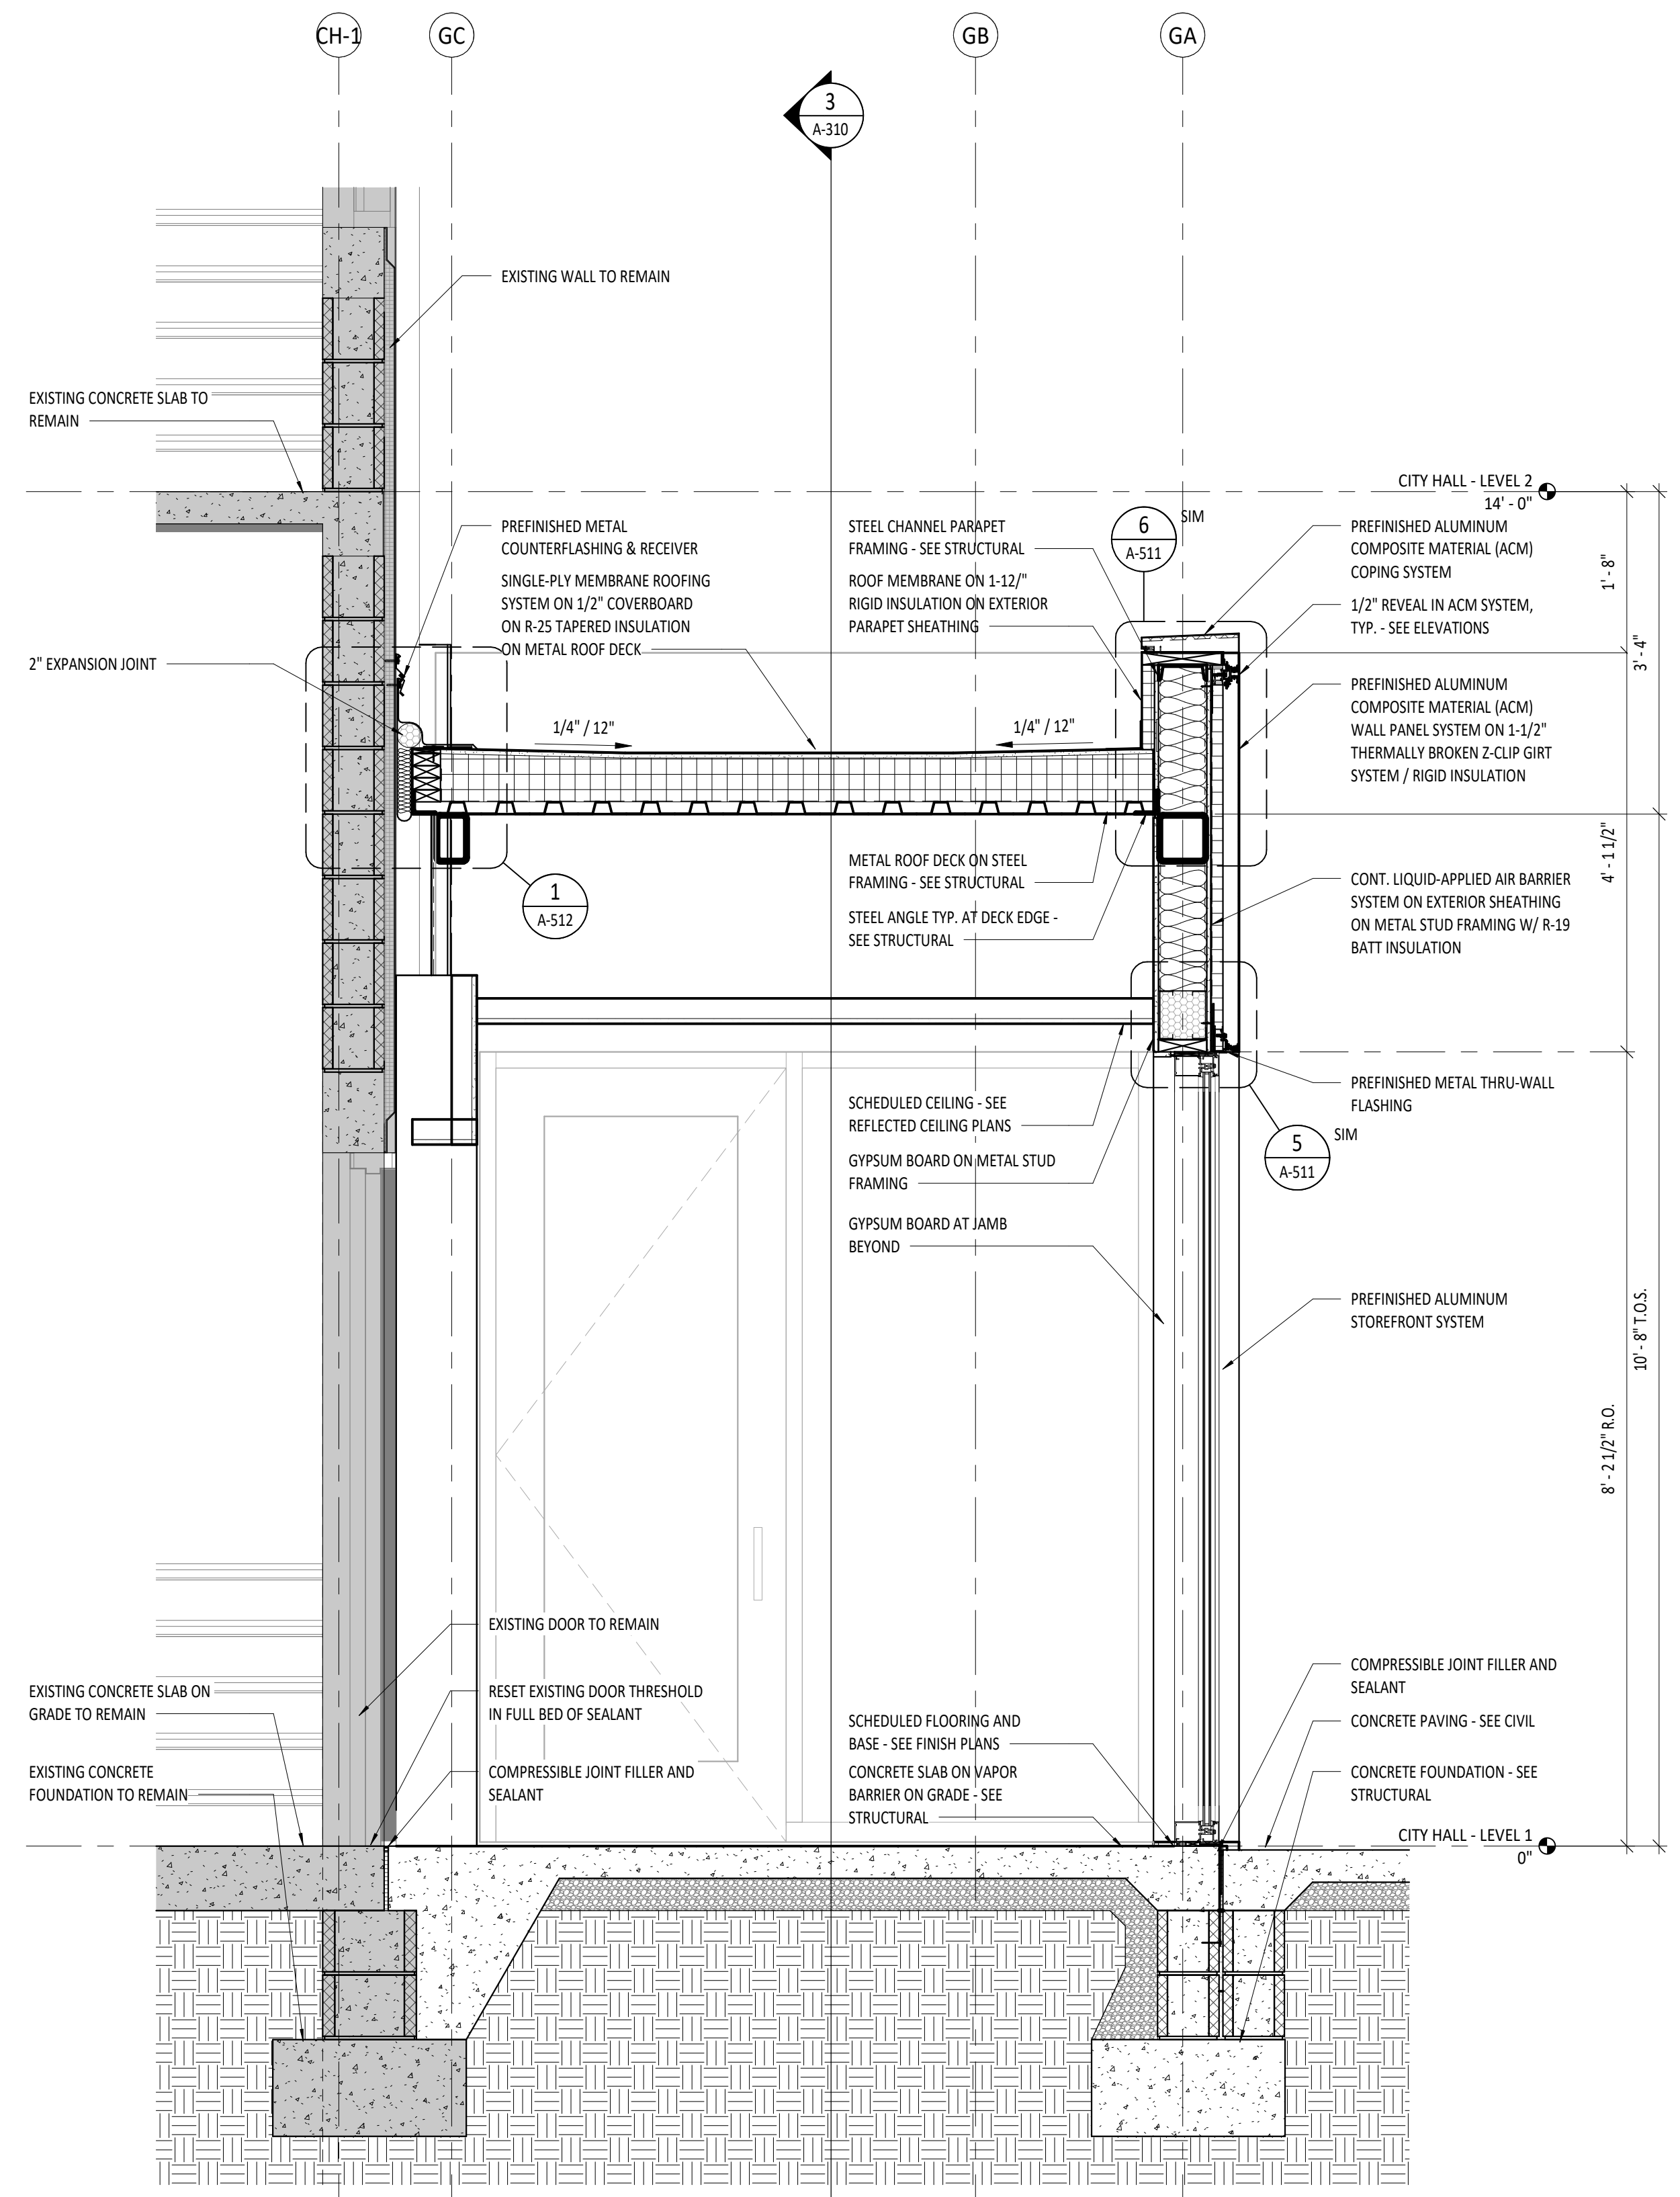 CH-1
GC
GB
GA
3
A-310
EXISTING WALL TO REMAIN
EXISTING CONCRETE SLAB TO
REMAIN
CITY HALL - LEVEL 2
14' - 0"
PREFINISHED METAL
COUNTERFLASHING & RECEIVER
SINGLE-PLY MEMBRANE ROOFING
SYSTEM ON 1/2" COVERBOARD
ON R-25 TAPERED INSULATION
ON METAL ROOF DECK
STEEL CHANNEL PARAPET
FRAMING - SEE STRUCTURAL
ROOF MEMBRANE ON 1-12/"
RIGID INSULATION ON EXTERIOR
PARAPET SHEATHING
6
A-511
SIM
PREFINISHED ALUMINUM
COMPOSITE MATERIAL (ACM)
COPING SYSTEM
1/2" REVEAL IN ACM SYSTEM,
TYP. - SEE ELEVATIONS
1' - 8"
3' - 4"
2" EXPANSION JOINT
PREFINISHED ALUMINUM
COMPOSITE MATERIAL (ACM)
WALL PANEL SYSTEM ON 1-1/2"
THERMALLY BROKEN Z-CLIP GIRT
SYSTEM / RIGID INSULATION
1/4" / 12"
1/4" / 12"
METAL ROOF DECK ON STEEL
FRAMING - SEE STRUCTURAL
STEEL ANGLE TYP. AT DECK EDGE -
SEE STRUCTURAL
1
A-512
CONT. LIQUID-APPLIED AIR BARRIER
SYSTEM ON EXTERIOR SHEATHING
ON METAL STUD FRAMING W/ R-19
BATT INSULATION
4' - 1 1/2"
PREFINISHED METAL THRU-WALL
FLASHING
SCHEDULED CEILING - SEE
REFLECTED CEILING PLANS
GYPSUM BOARD ON METAL STUD
FRAMING
GYPSUM BOARD AT JAMB
BEYOND
5
A-511
SIM
PREFINISHED ALUMINUM
STOREFRONT SYSTEM
10' - 8" T.O.S.
8' - 2 1/2" R.O.
EXISTING DOOR TO REMAIN
EXISTING CONCRETE SLAB ON
GRADE TO REMAIN
RESET EXISTING DOOR THRESHOLD
IN FULL BED OF SEALANT
EXISTING CONCRETE
FOUNDATION TO REMAIN
COMPRESSIBLE JOINT FILLER AND
SEALANT
SCHEDULED FLOORING AND
BASE - SEE FINISH PLANS
CONCRETE SLAB ON VAPOR
BARRIER ON GRADE - SEE
STRUCTURAL
COMPRESSIBLE JOINT FILLER AND
SEALANT
CONCRETE PAVING - SEE CIVIL
CONCRETE FOUNDATION - SEE
STRUCTURAL
CITY HALL - LEVEL 1
0"